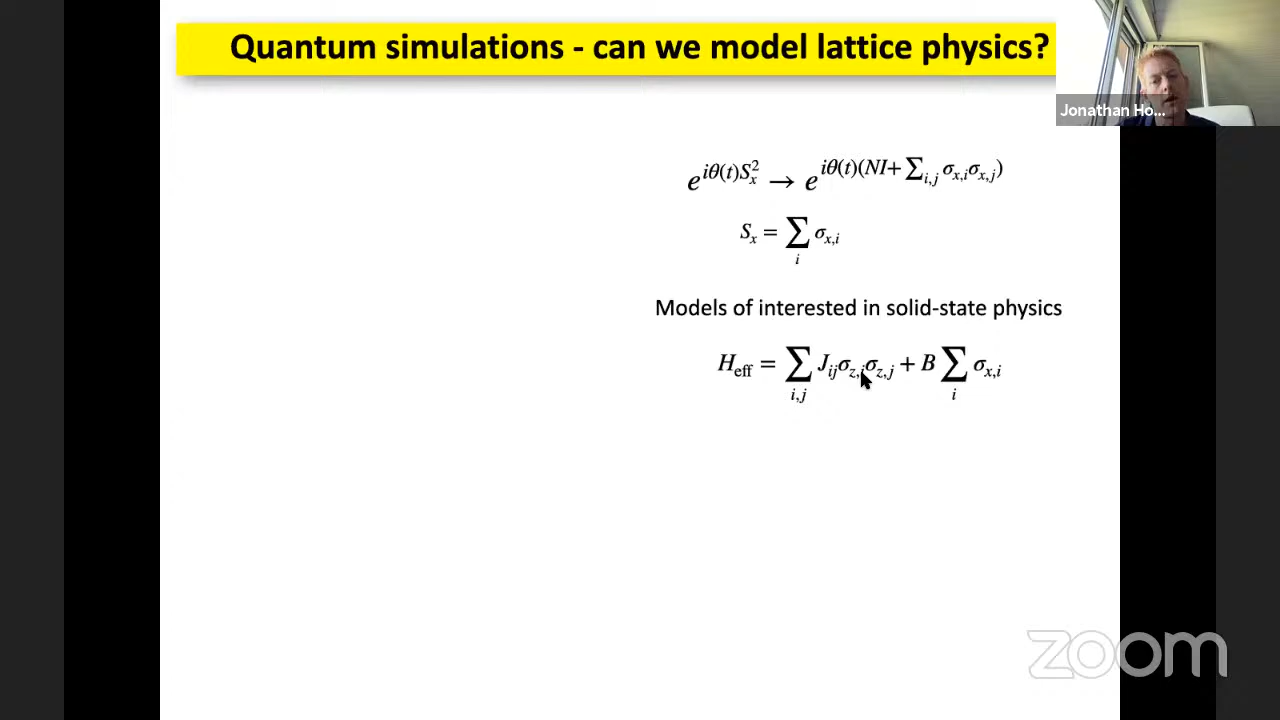 Quantum simulations - can we model lattice physics?
Jonathan Ho...
e^{iθ(t)S_x^2} → e^{iθ(t)(NI+∑_{i,j} σ_{x,i}σ_{x,j})}
S_x = ∑_i σ_{x,i}
Models of interested in solid-state physics
H_eff = ∑_{i,j} J_{ij}σ_{z,i}σ_{z,j} + B ∑_i σ_{x,i}
zoom